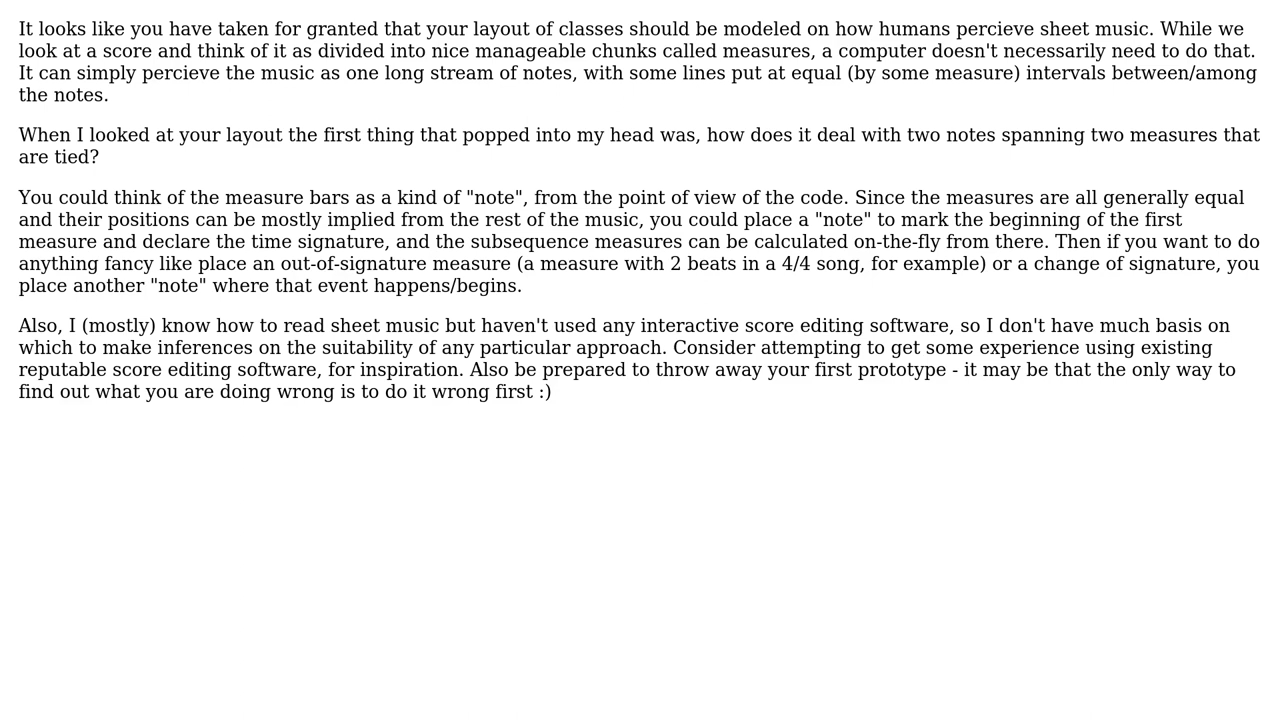 It looks like you have taken for granted that your layout of classes should be modeled on how humans percieve sheet music. While we
look at a score and think of it as divided into nice manageable chunks called measures, a computer doesn't necessarily need to do that.
It can simply percieve the music as one long stream of notes, with some lines put at equal (by some measure) intervals between/among
the notes.
When I looked at your layout the first thing that popped into my head was, how does it deal with two notes spanning two measures that
are tied?
You could think of the measure bars as a kind of "note", from the point of view of the code. Since the measures are all generally equal
and their positions can be mostly implied from the rest of the music, you could place a "note" to mark the beginning of the first
measure and declare the time signature, and the subsequence measures can be calculated on-the-fly from there. Then if you want to do
anything fancy like place an out-of-signature measure (a measure with 2 beats in a 4/4 song, for example) or a change of signature, you
place another "note" where that event happens/begins.
Also, I (mostly) know how to read sheet music but haven't used any interactive score editing software, so I don't have much basis on
which to make inferences on the suitability of any particular approach. Consider attempting to get some experience using existing
reputable score editing software, for inspiration. Also be prepared to throw away your first prototype - it may be that the only way to
find out what you are doing wrong is to do it wrong first :)